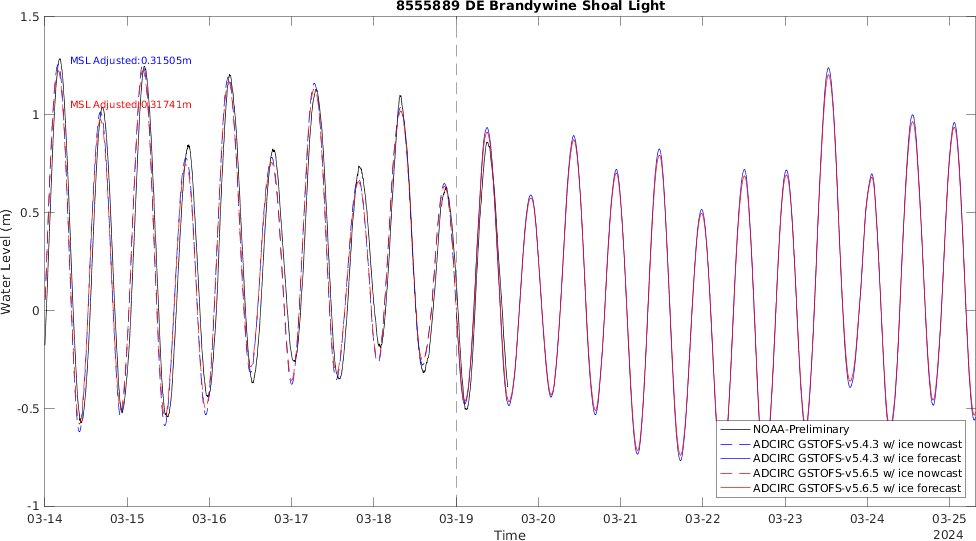 8555889 DE Brandywine Shoal Light
1.5
1
0.5
0
-0.5
-1
Water Level (m)
MSL Adjusted:0.31505m
MSL Adjusted:0.31741m
NOAA-Preliminary
ADCIRC GSTOFS-v5.4.3 w/ ice nowcast
ADCIRC GSTOFS-v5.4.3 w/ ice forecast
ADCIRC GSTOFS-v5.6.5 w/ ice nowcast
ADCIRC GSTOFS-v5.6.5 w/ ice forecast
03-14 03-15 03-16 03-17 03-18 03-19 03-20 03-21 03-22 03-23 03-24 03-25
2024
Time